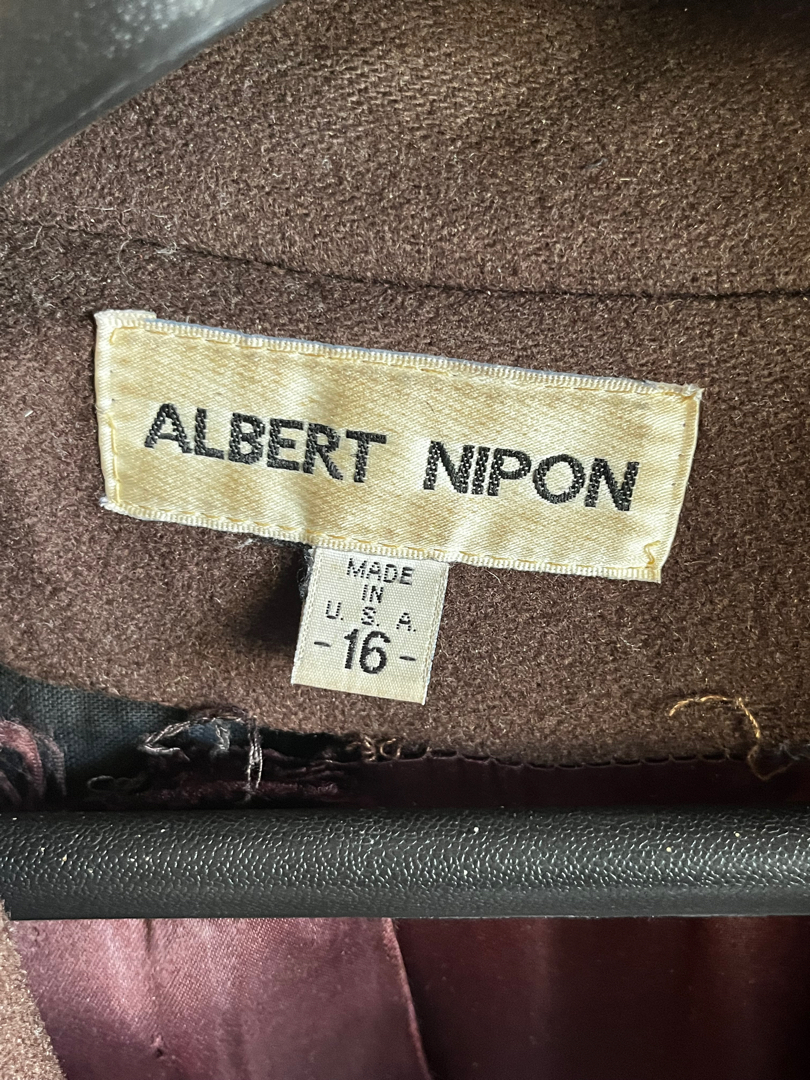 ALBERT NIPON
MADE
IN
U. S. A.
-16-